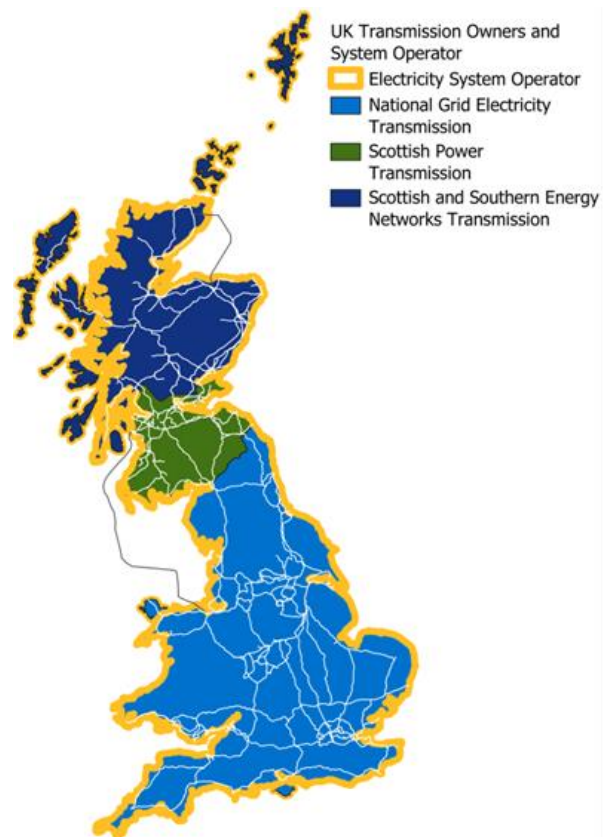 UK Transmission Owners and
System Operator
Electricity System Operator
National Grid Electricity
Transmission
Scottish Power
Transmission
Scottish and Southern Energy
Networks Transmission